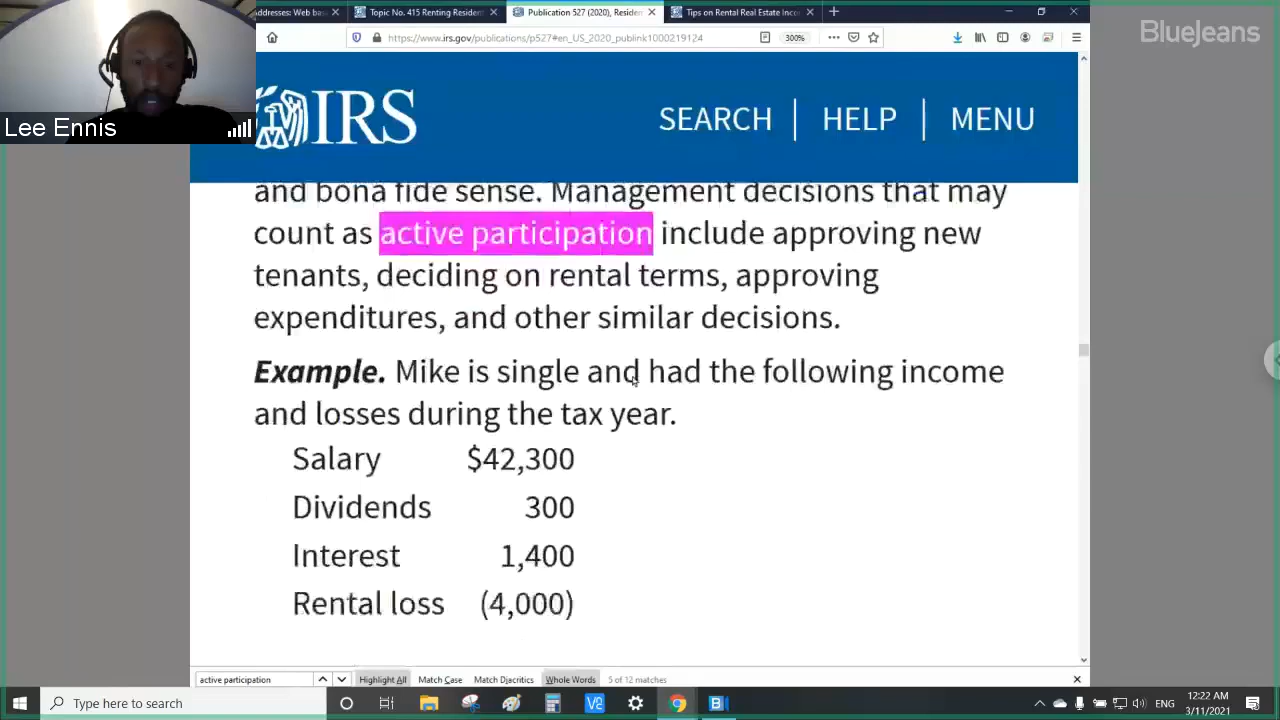 addresses: Web bas
Topic No. 415 Renting Resident
Publication 527 (2020), Residen
Tips on Rental Real Estate Inco
BlueJeans
https://www.irs.gov/publications/p527#en_US_2020_publink1000219124
300%
Lee Ennis
IRS
SEARCH | HELP | MENU
and bona fide sense. Management decisions that may
count as active participation include approving new
tenants, deciding on rental terms, approving
expenditures, and other similar decisions.
Example. Mike is single and had the following income
and losses during the tax year.
Salary $42,300
Dividends 300
Interest 1,400
Rental loss (4,000)
active participation
Highlight All Match Case Match Diacritics Whole Words 5 of 12 matches
Type here to search
ENG
12:22 AM
3/11/2021